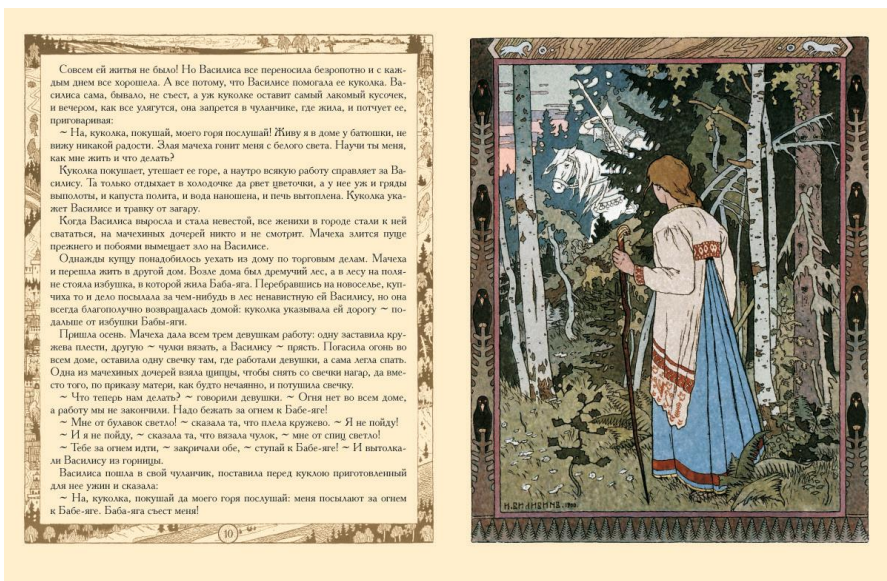 Совсем ей житья не было! Но Василиса все переносила безропотно и с каж-
дым днем все хорошела. А все потому, что Василисе помогала ее куколка. Ва-
силиса сама, бывало, не съест, а уж куколке оставит самый лакомый кусочек,
и вечером, как все улягутся, она запрется в чуланчике, где жила, и потчует ее,
приговаривая:
~ На, куколка, покушай, моего горя послушай! Живу я в доме у батюшки, не
вижу никакой радости. Злая мачеха гонит меня с белого света. Научи ты меня,
как мне жить и что делать?
Куколка покушает, утешает ее горе, а наутро всякую работу справляет за Ва-
силису. Та только отдыхает в холодочке да рвет цветочки, а у нее уж и гряды
выполоты, и капуста полита, и вода наношена, и печь вытоплена. Куколка ука-
жет Василисе и травку от загару.
Когда Василиса выросла и стала невестой, все женихи в городе стали к ней
свататься, на мачехиных дочерей никто и не смотрит. Мачеха злится пуще
прежнего и побоями вымещает зло на Василисе.
Однажды купцу понадобилось уехать из дому по торговым делам. Мачеха
и перешла жить в другой дом. Возле дома был дремучий лес, а в лесу на поля-
не стояла избушка, в которой жила Баба-яга. Перебравшись на новоселье, куп-
чиха то и дело посылала за чем-нибудь в лес ненавистную ей Василису, но она
всегда благополучно возвращалась домой: куколка указывала ей дорогу ~ по-
дальше от избушки Бабы-яги.
Пришла осень. Мачеха дала всем трем девушкам работу: одну заставила кру-
жева плести, другую ~ чулки вязать, а Василису ~ прясть. Погасила огонь во
всем доме, оставила одну свечку там, где работали девушки, а сама легла спать.
Одна из мачехиных дочерей взяла щипцы, чтобы снять со свечки нагар, да вме-
сто того, по приказу матери, как будто нечаянно, и потушила свечку.
~ Что теперь нам делать? ~ говорили девушки. ~ Огня нет во всем доме,
а работу мы не закончили. Надо бежать за огнем к Бабе-яге!
~ Мне от булавок светло! ~ сказала та, что плела кружево. ~ Я не пойду!
~ И я не пойду, ~ сказала та, что вязала чулок, ~ мне от спиц светло!
~ Тебе за огнем идти, ~ закричали обе, ~ ступай к Бабе-яге! ~ И вытолка-
ли Василису из горницы.
Василиса пошла в свой чуланчик, поставила перед куклою приготовленный
для нее ужин и сказала:
~ На, куколка, покушай да моего горя послушай: меня посылают за огнем
к Бабе-яге. Баба-яга съест меня!
10
И.БИЛИБИНЪ.